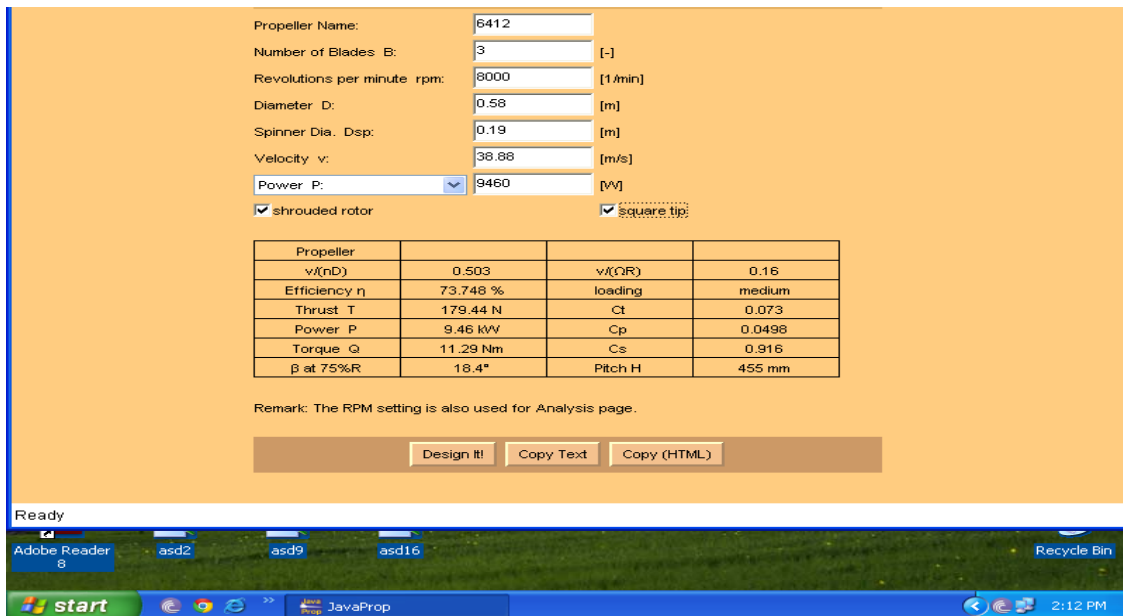 Propeller Name: 6412
Number of Blades B: 3 [-]
Revolutions per minute rpm: 8000 [1/min]
Diameter D: 0.58 [m]
Spinner Dia. Dsp: 0.19 [m]
Velocity v: 38.88 [m/s]
Power P: 9460 [W]
shrouded rotor square tip
Propeller
v/(nD) 0.503 v/(ΩR) 0.16
Efficiency η 73.748 % loading medium
Thrust T 179.44 N Ct 0.073
Power P 9.46 kW Cp 0.0498
Torque Q 11.29 Nm Cs 0.916
β at 75%R 18.4° Pitch H 455 mm
Remark: The RPM setting is also used for Analysis page.
Design It! Copy Text Copy (HTML)
Ready
Adobe Reader 8 asd2 asd9 asd16 Recycle Bin
start JavaProp 2:12 PM